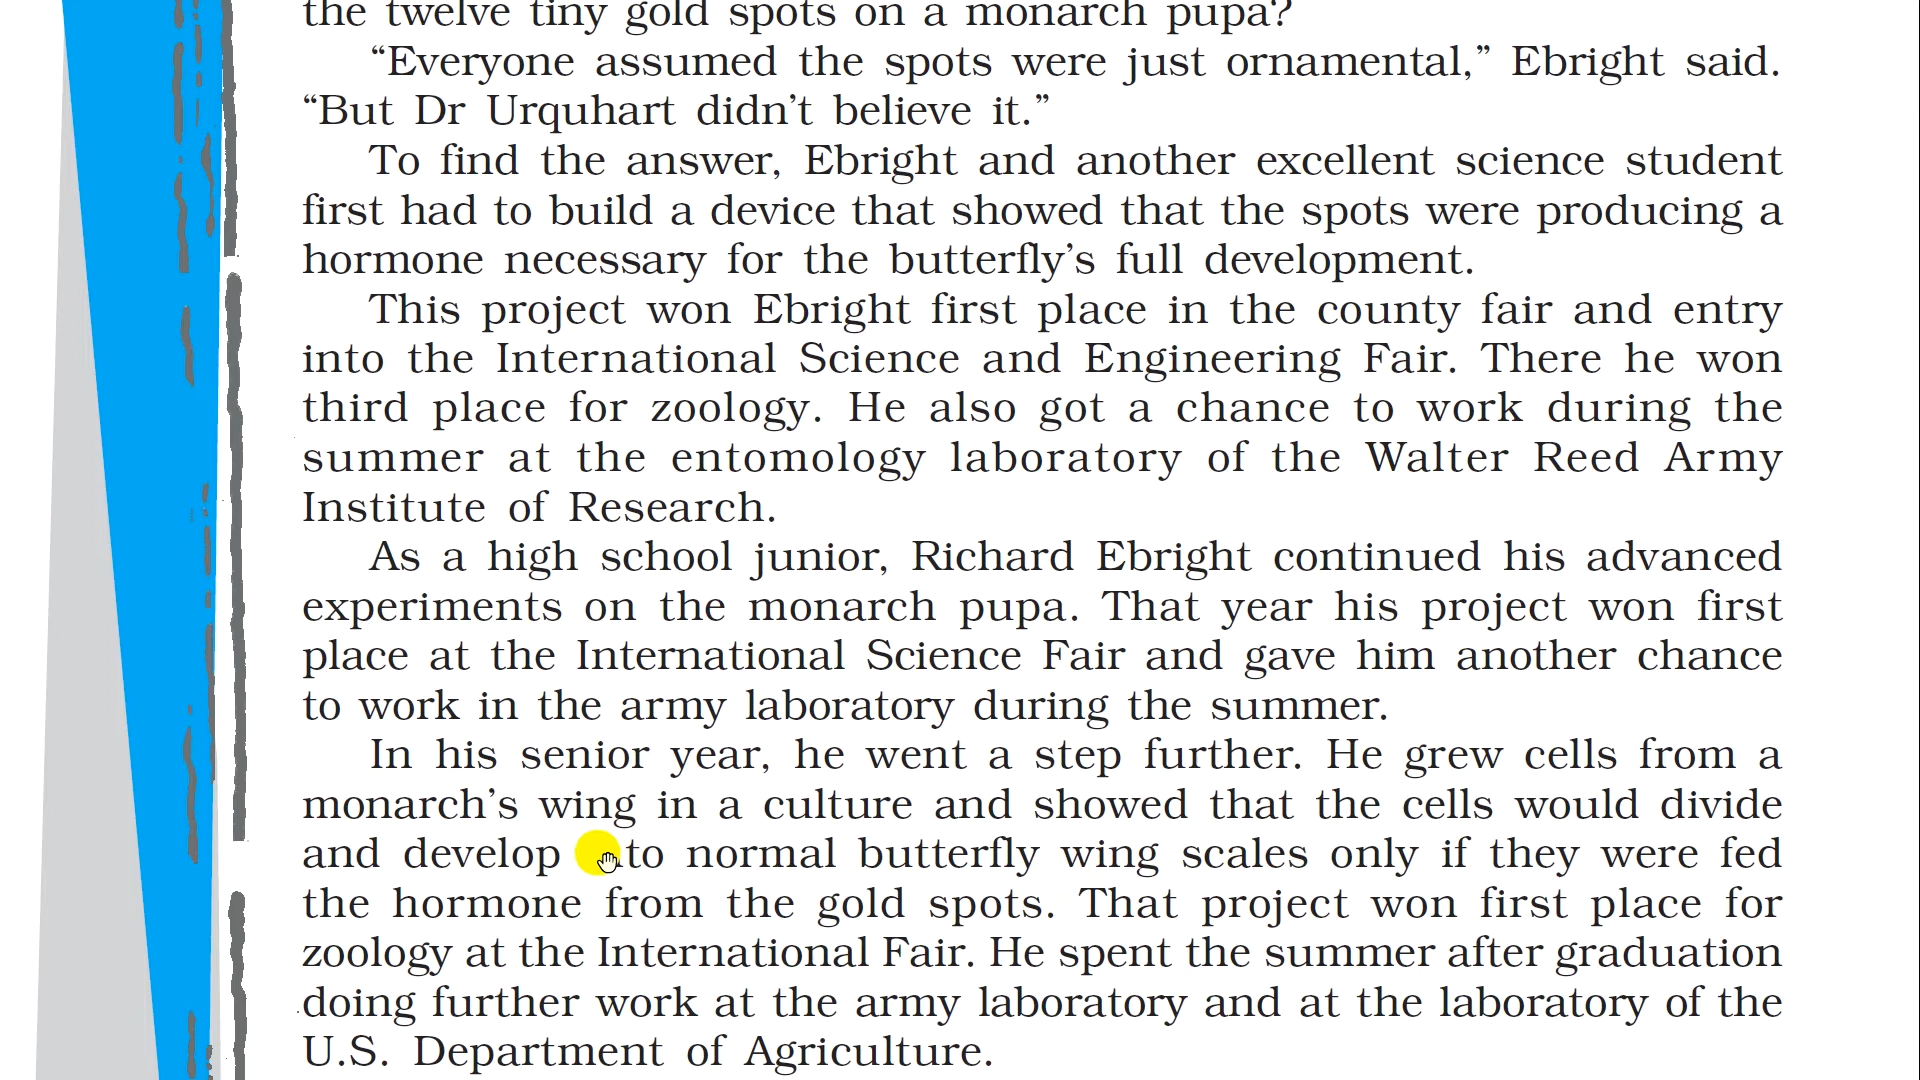 the twelve tiny gold spots on a monarch pupa?
“Everyone assumed the spots were just ornamental,” Ebright said.
“But Dr Urquhart didn’t believe it.”
To find the answer, Ebright and another excellent science student
first had to build a device that showed that the spots were producing a
hormone necessary for the butterfly’s full development.
This project won Ebright first place in the county fair and entry
into the International Science and Engineering Fair. There he won
third place for zoology. He also got a chance to work during the
summer at the entomology laboratory of the Walter Reed Army
Institute of Research.
As a high school junior, Richard Ebright continued his advanced
experiments on the monarch pupa. That year his project won first
place at the International Science Fair and gave him another chance
to work in the army laboratory during the summer.
In his senior year, he went a step further. He grew cells from a
monarch’s wing in a culture and showed that the cells would divide
and develop into normal butterfly wing scales only if they were fed
the hormone from the gold spots. That project won first place for
zoology at the International Fair. He spent the summer after graduation
doing further work at the army laboratory and at the laboratory of the
U.S. Department of Agriculture.